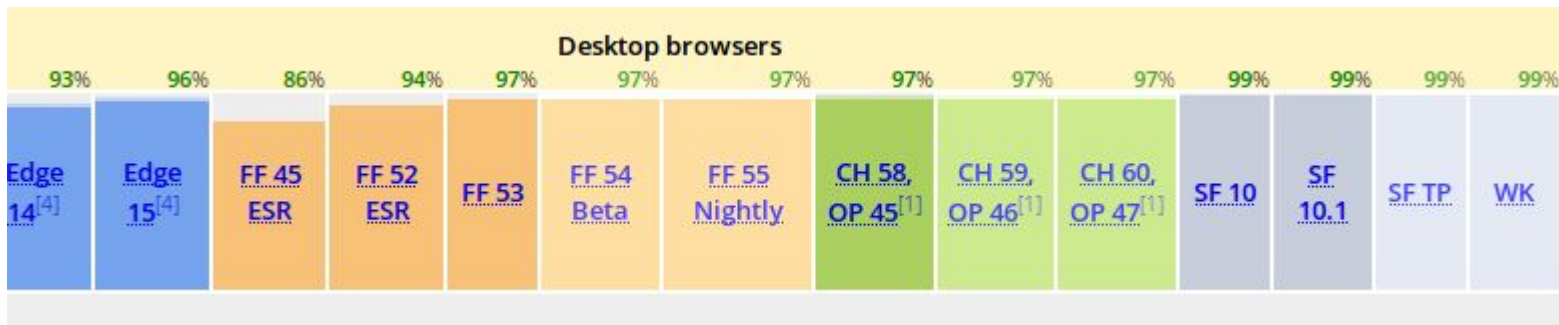 Desktop browsers
93% 96% 86% 94% 97% 97% 97% 97% 97% 97% 99% 99% 99% 99%
Edge
14[4]
Edge
15[4]
FF 45
ESR
FF 52
ESR
FF 53
FF 54
Beta
FF 55
Nightly
CH 58,
OP 45[1]
CH 59,
OP 46[1]
CH 60,
OP 47[1]
SF 10
SF
10.1
SF TP
WK